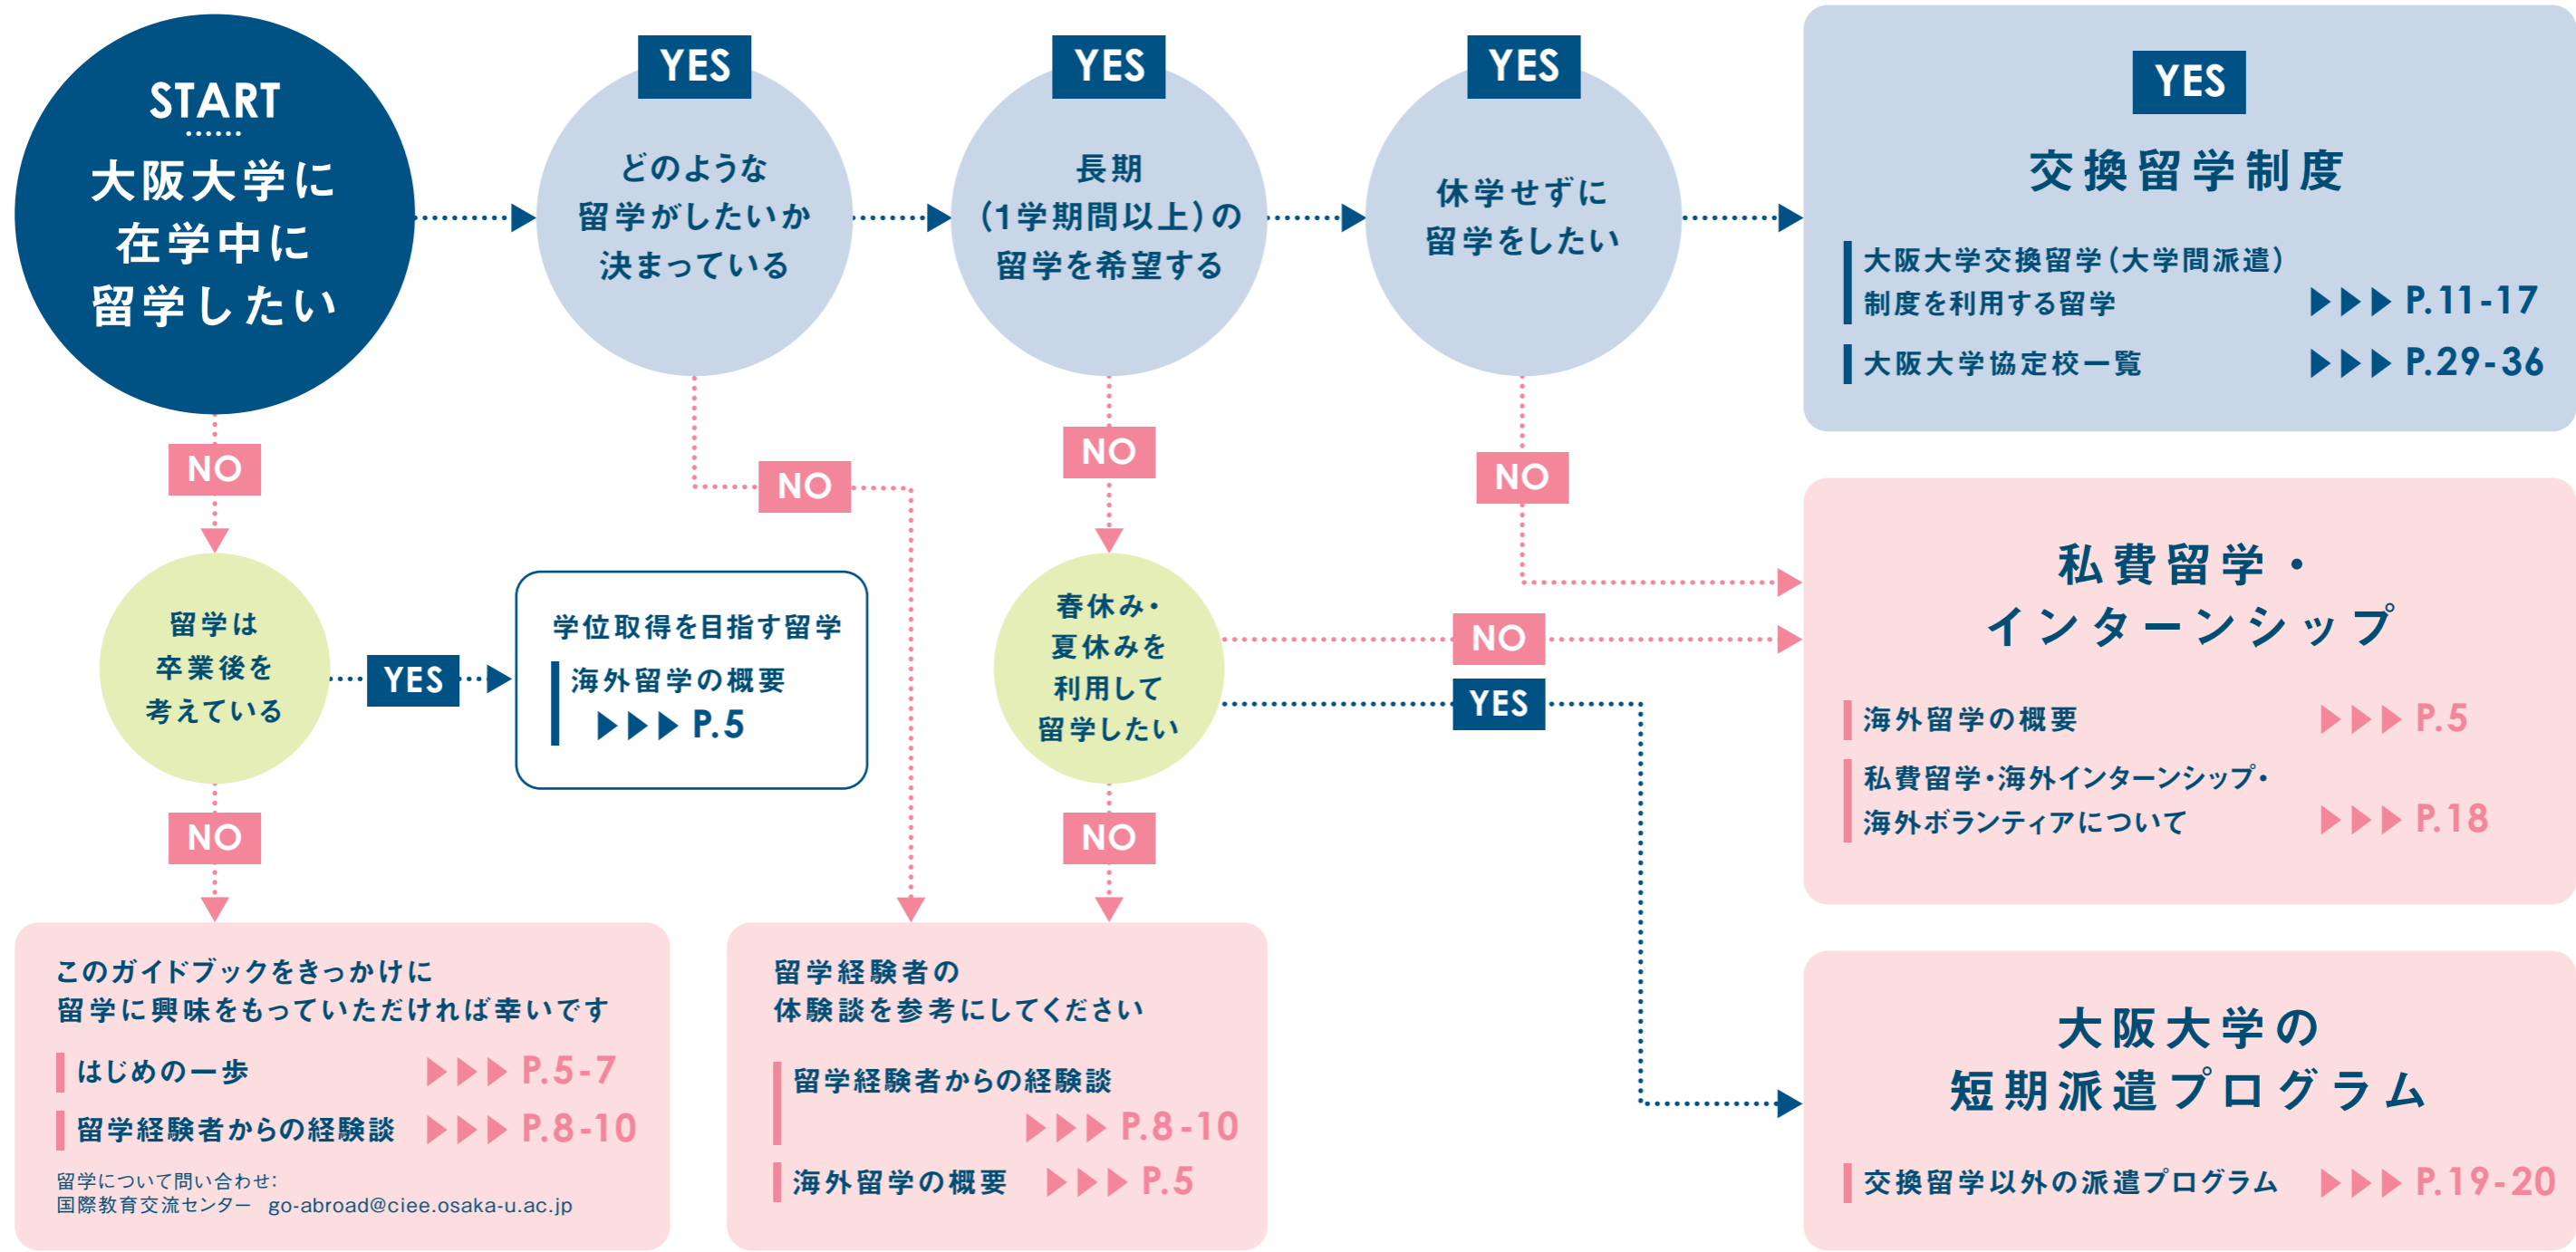 START
大阪大学に
在学中に
留学したい
YES
どのような
留学がしたいか
決まっている
YES
長期
(1学期間以上)の
留学を希望する
YES
休学せずに
留学をしたい
YES
交換留学制度
大阪大学交換留学(大学間派遣)
制度を利用する留学 ▶▶▶ P.11-17
大阪大学協定校一覧 ▶▶▶ P.29-36
NO
NO
NO
NO
留学は
卒業後を
考えている
YES
学位取得を目指す留学
海外留学の概要
▶▶▶ P.5
春休み・
夏休みを
利用して
留学したい
NO
YES
私費留学・
インターンシップ
海外留学の概要 ▶▶▶ P.5
私費留学・海外インターンシップ・
海外ボランティアについて ▶▶▶ P.18
NO
NO
このガイドブックをきっかけに
留学に興味をもっていただければ幸いです
はじめの一歩 ▶▶▶ P.5-7
留学経験者からの経験談 ▶▶▶ P.8-10
留学について問い合わせ:
国際教育交流センター go-abroad@ciee.osaka-u.ac.jp
留学経験者の
体験談を参考にしてください
留学経験者からの経験談
▶▶▶ P.8-10
海外留学の概要 ▶▶▶ P.5
大阪大学の
短期派遣プログラム
交換留学以外の派遣プログラム ▶▶▶ P.19-20